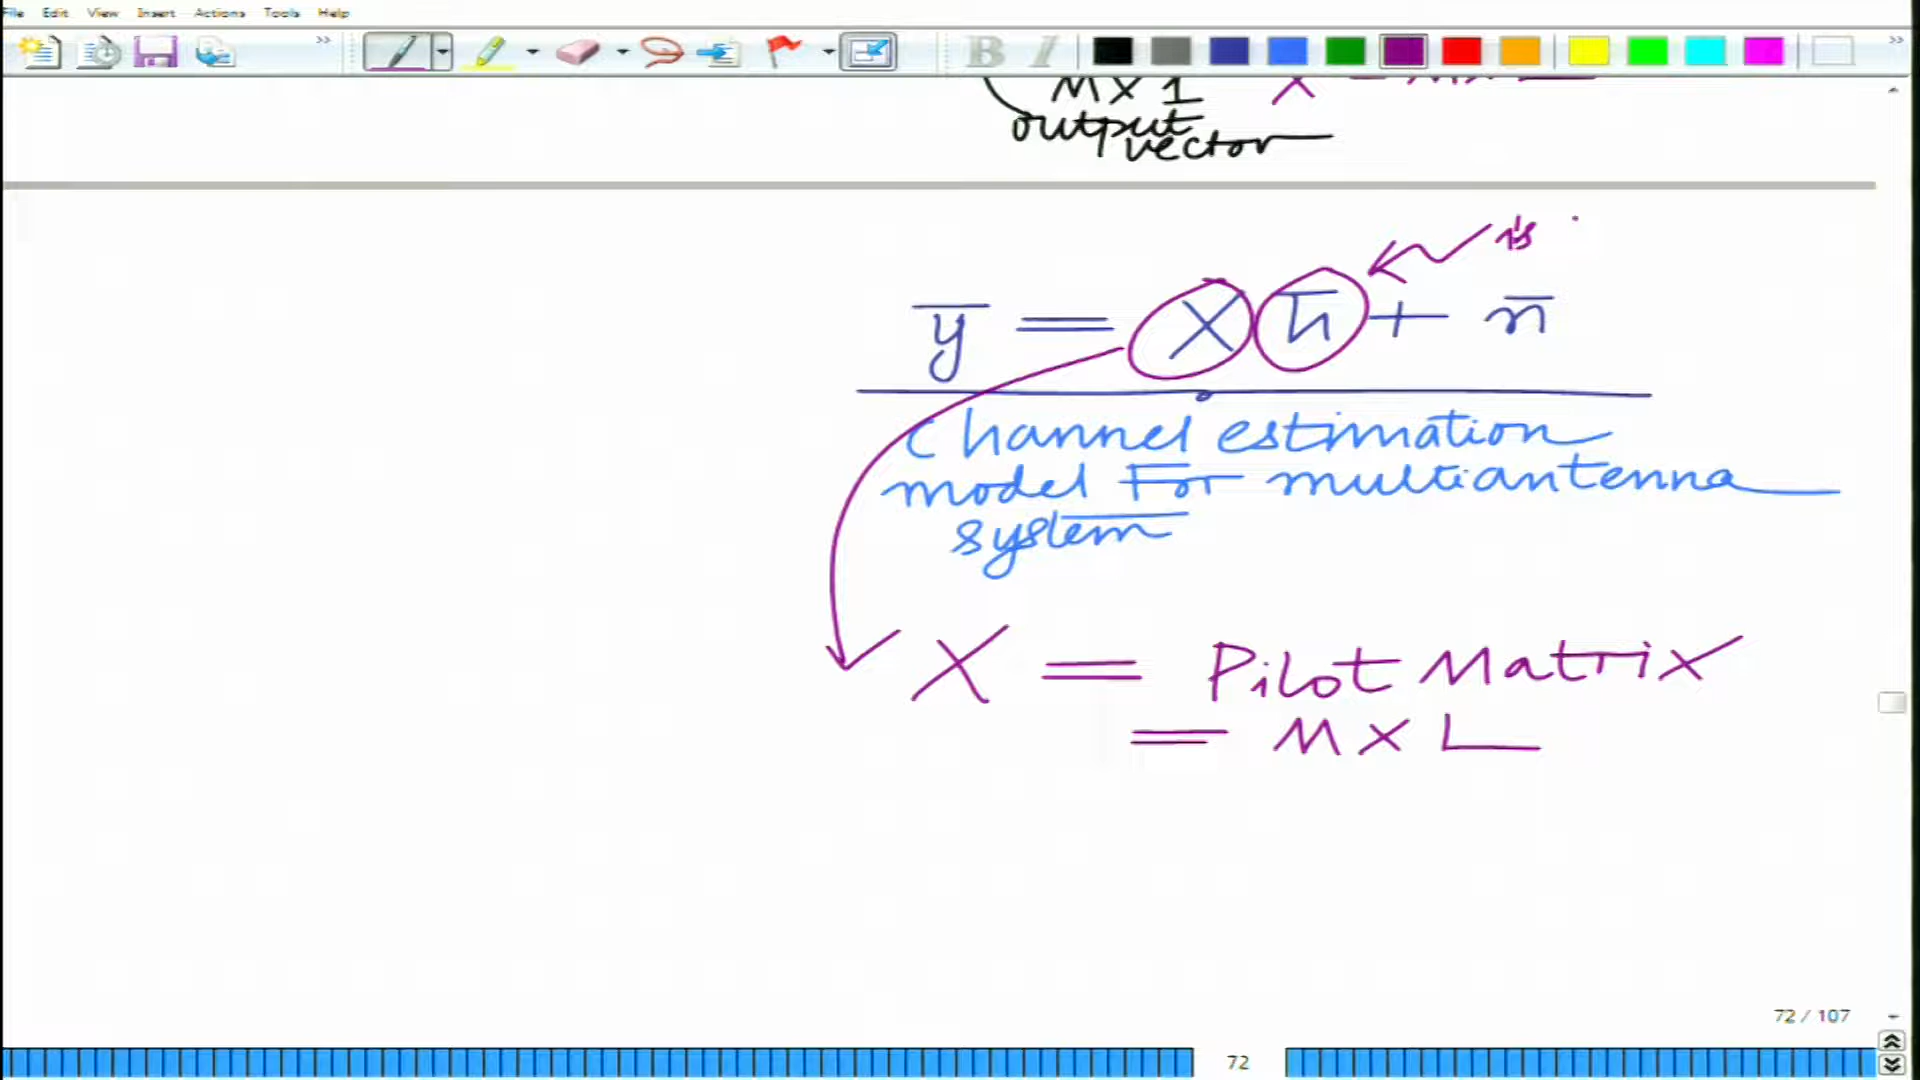 File Edit View Insert Actions Tools Help
B I
M × 1
output
vector
is
ȳ = X h̄ + n̄
Channel estimation
model For multiantenna
system
X = Pilot Matrix
= M × L
72 / 107
72